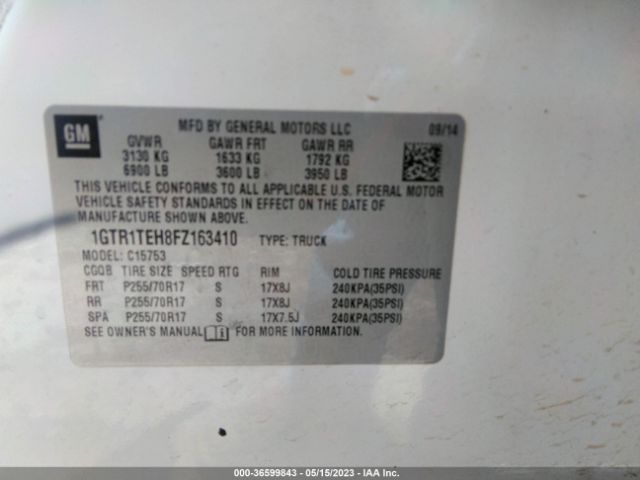 GM
MFD BY GENERAL MOTORS LLC 09/14
GVWR GAWR FRT GAWR RR
3130 KG 1633 KG 1792 KG
6900 LB 3600 LB 3950 LB
THIS VEHICLE CONFORMS TO ALL APPLICABLE U.S. FEDERAL MOTOR
VEHICLE SAFETY STANDARDS IN EFFECT ON THE DATE OF
MANUFACTURE SHOWN ABOVE.
1GTR1TEH8FZ163410 TYPE: TRUCK
MODEL: C15753
CGQB TIRE SIZE SPEED RTG RIM COLD TIRE PRESSURE
FRT P255/70R17 S 17X8J 240KPA(35PSI)
RR P255/70R17 S 17X8J 240KPA(35PSI)
SPA P255/70R17 S 17X7.5J 240KPA(35PSI)
SEE OWNER'S MANUAL i FOR MORE INFORMATION.
000-36599843 - 05/15/2023 - IAA Inc.